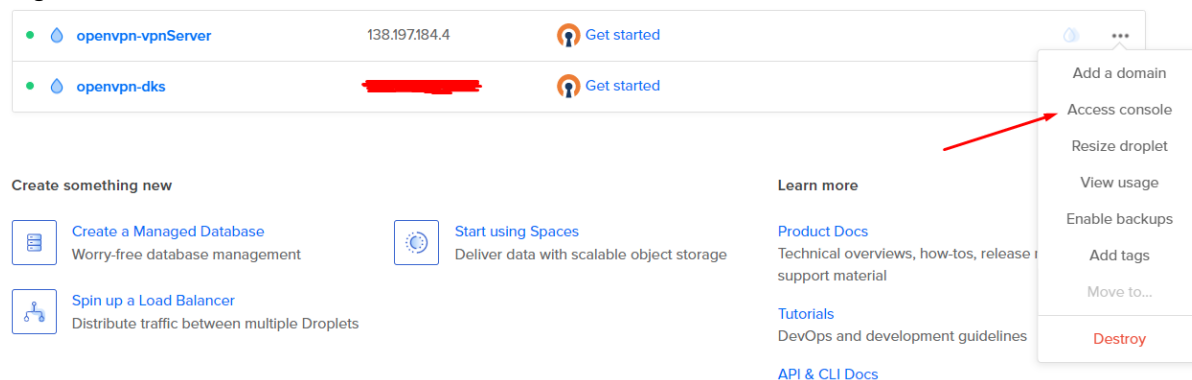 openvpn-vpnServer 138.197.184.4 Get started
openvpn-dks Get started
Add a domain
Access console
Resize droplet
View usage
Enable backups
Add tags
Move to...
Destroy
Create something new
Create a Managed Database
Worry-free database management
Start using Spaces
Deliver data with scalable object storage
Spin up a Load Balancer
Distribute traffic between multiple Droplets
Learn more
Product Docs
Technical overviews, how-tos, release
support material
Tutorials
DevOps and development guidelines
API & CLI Docs